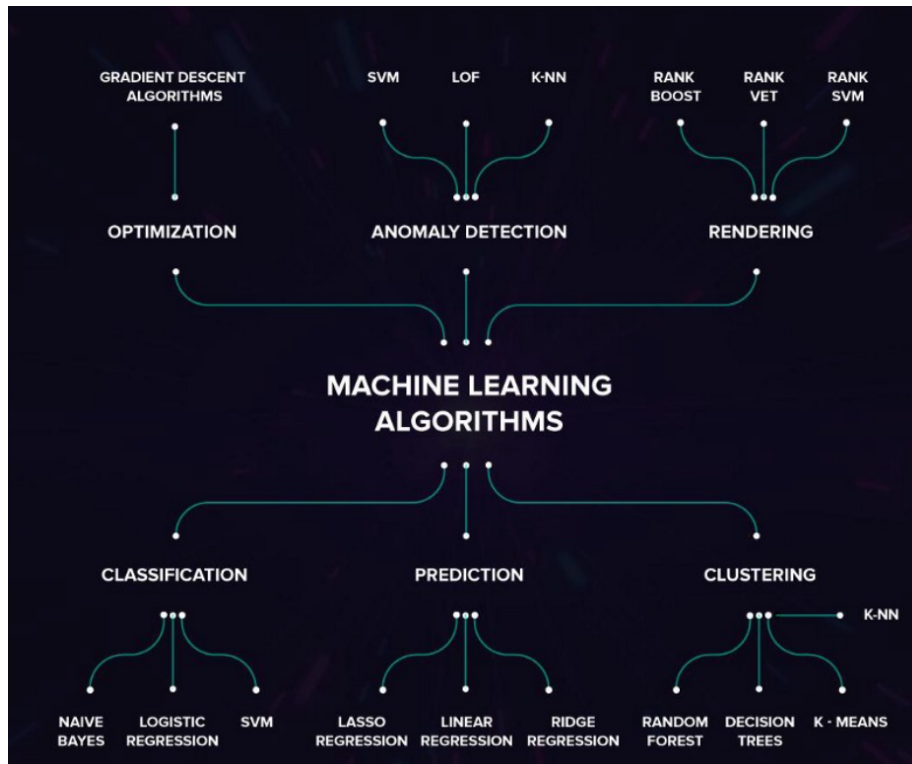 GRADIENT DESCENT
ALGORITHMS
SVM
LOF
K-NN
RANK
BOOST
RANK
VET
RANK
SVM
OPTIMIZATION
ANOMALY DETECTION
RENDERING
MACHINE LEARNING
ALGORITHMS
CLASSIFICATION
PREDICTION
CLUSTERING
K-NN
NAIVE
BAYES
LOGISTIC
REGRESSION
SVM
LASSO
REGRESSION
LINEAR
REGRESSION
RIDGE
REGRESSION
RANDOM
FOREST
DECISION
TREES
K - MEANS